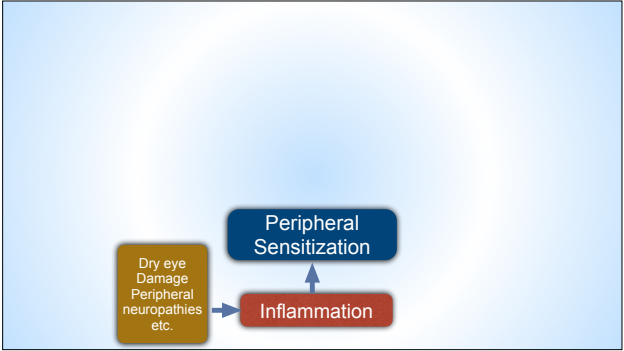 Peripheral
Sensitization
Dry eye
Damage
Peripheral
neuropathies
etc.
Inflammation